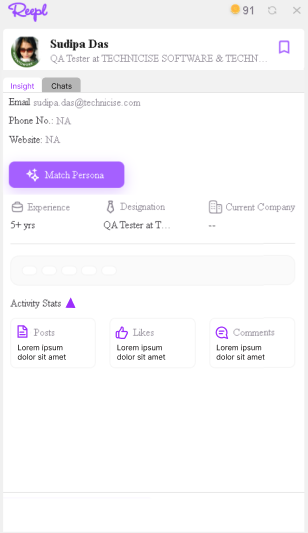 Reepl
91
Sudipa Das
QA Tester at TECHNICISE SOFTWARE & TECHN...
Insight Chats
Email sudipa.das@technicise.com
Phone No.: NA
Website: NA
Match Persona
Experience Designation Current Company
5+ yrs QA Tester at T... --
Activity Stats
Posts Likes Comments
Lorem ipsum Lorem ipsum Lorem ipsum
dolor sit amet dolor sit amet dolor sit amet